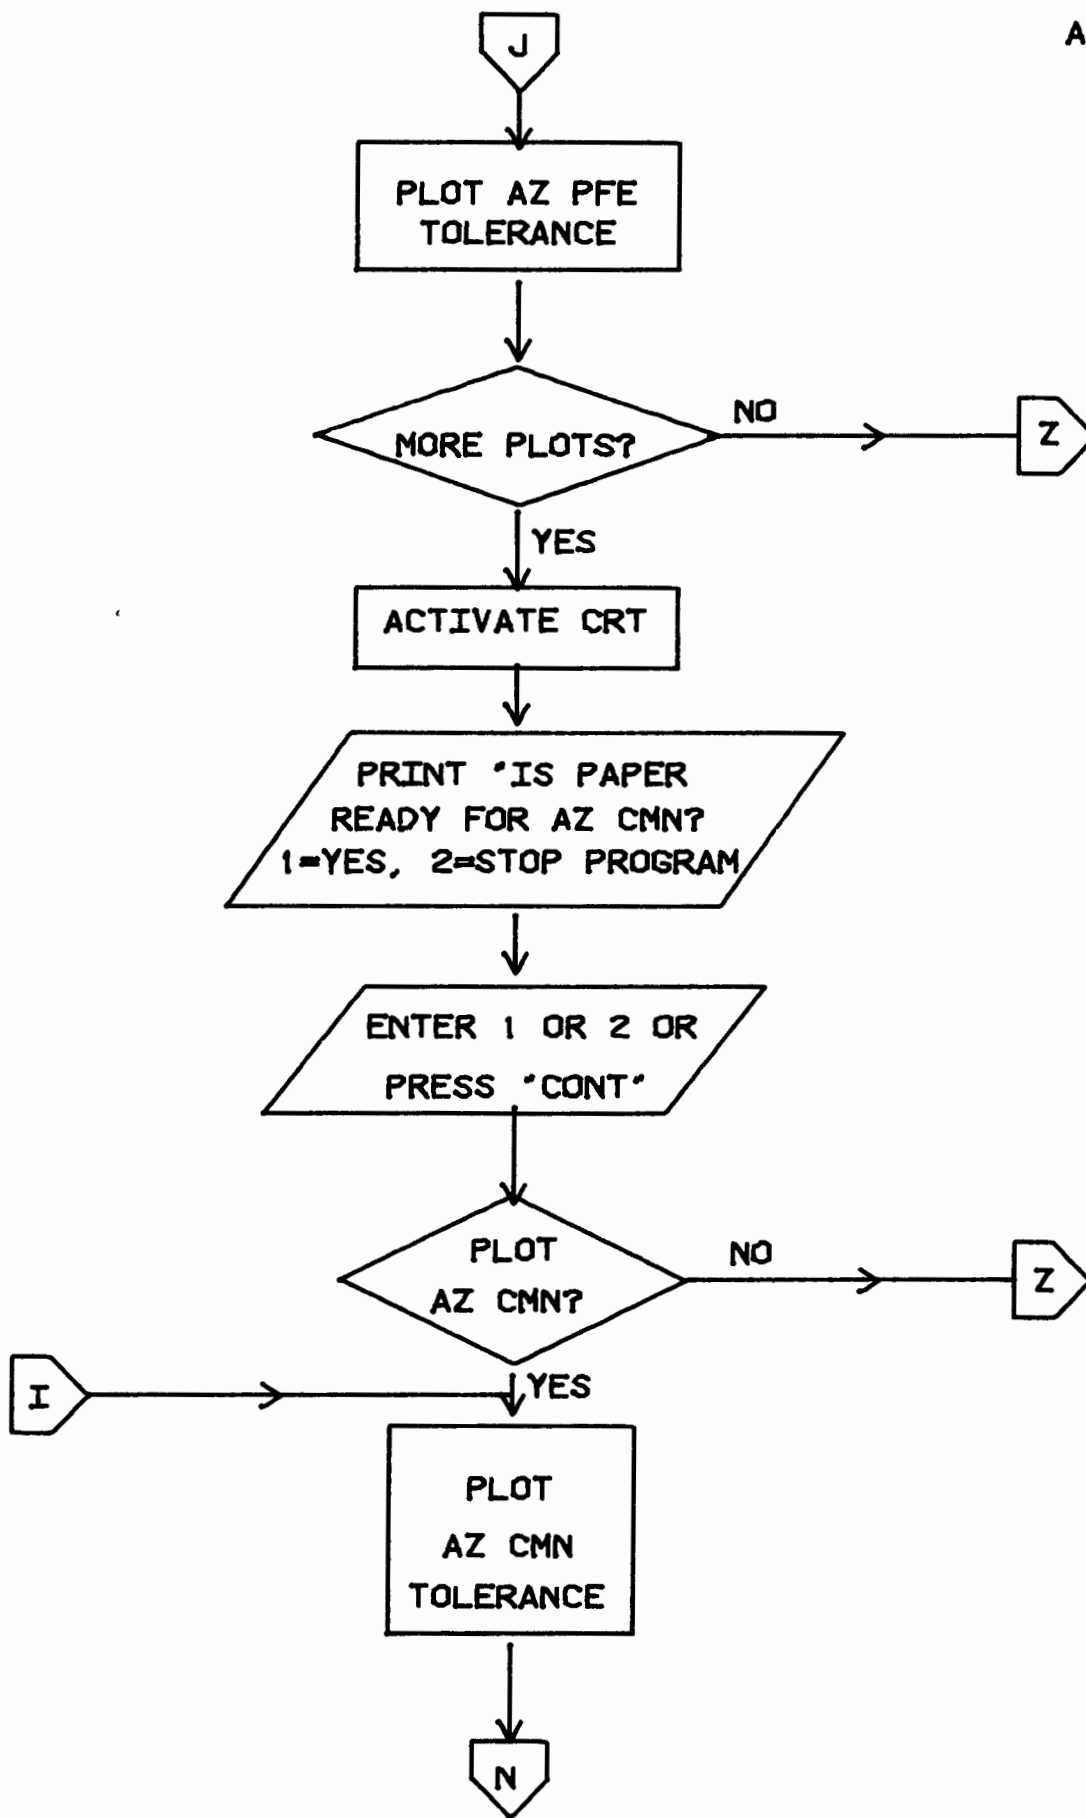 J
A
PLOT AZ PFE
TOLERANCE
MORE PLOTS?
NO
Z
YES
ACTIVATE CRT
PRINT "IS PAPER
READY FOR AZ CMN?
1=YES, 2=STOP PROGRAM
ENTER 1 OR 2 OR
PRESS "CONT"
PLOT
AZ CMN?
NO
Z
I
YES
PLOT
AZ CMN
TOLERANCE
N